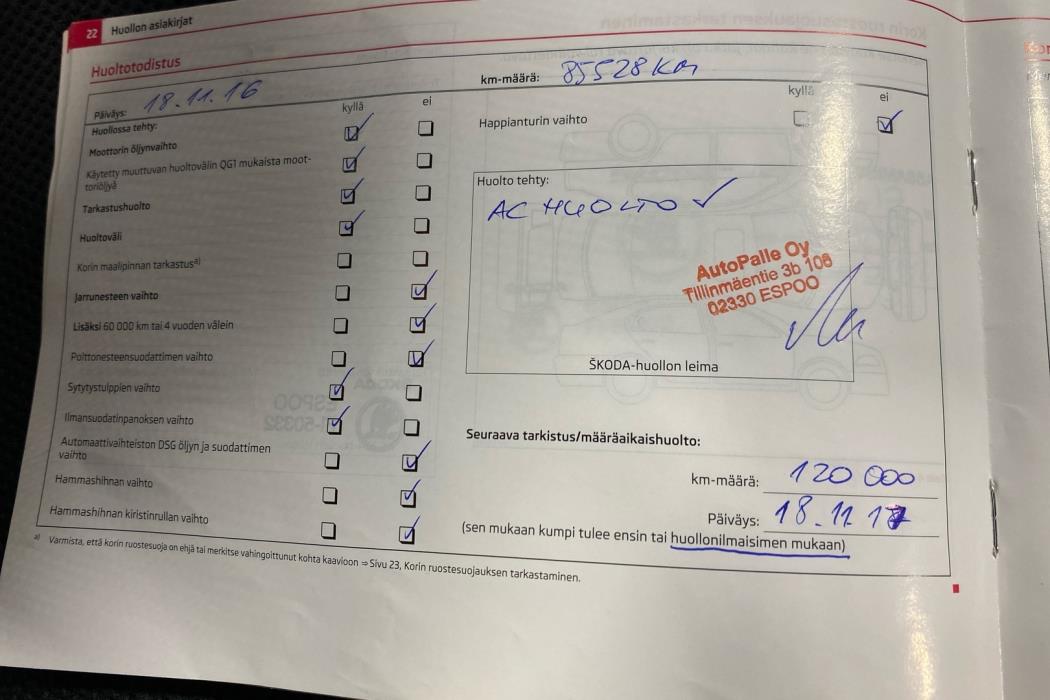 22 Huollon asiakirjat
Huoltotodistus
Päiväys: 18.11.16
km-määrä: 85528 km
Huollossa tehty:
kyllä ei
Moottorin öljynvaihto
Käytetty muuttuvan huoltovälin QG1 mukaista moot-
toriöljyä
Tarkastushuolto
Huoltoväli
Korin maalipinnan tarkastus a)
Jarrunesteen vaihto
Lisäksi 60 000 km tai 4 vuoden välein
Polttonesteensuodattimen vaihto
Sytytystulppien vaihto
Ilmansuodatinpanoksen vaihto
Automaattivaihteiston DSG öljyn ja suodattimen
vaihto
Hammashihnan vaihto
Hammashihnan kiristinrullan vaihto
kyllä ei
Happianturin vaihto
Huolto tehty:
AC HUOLTO ✓
AutoPalle Oy
Tillinmäentie 3b 108
02330 ESPOO
ŠKODA-huollon leima
Seuraava tarkistus/määräaikaishuolto:
km-määrä: 120 000
Päiväys: 18.11.17
(sen mukaan kumpi tulee ensin tai huollonilmaisimen mukaan)
a) Varmista, että korin ruostesuoja on ehjä tai merkitse vahingoittunut kohta kaavioon ⇒ Sivu 23, Korin ruostesuojauksen tarkastaminen.